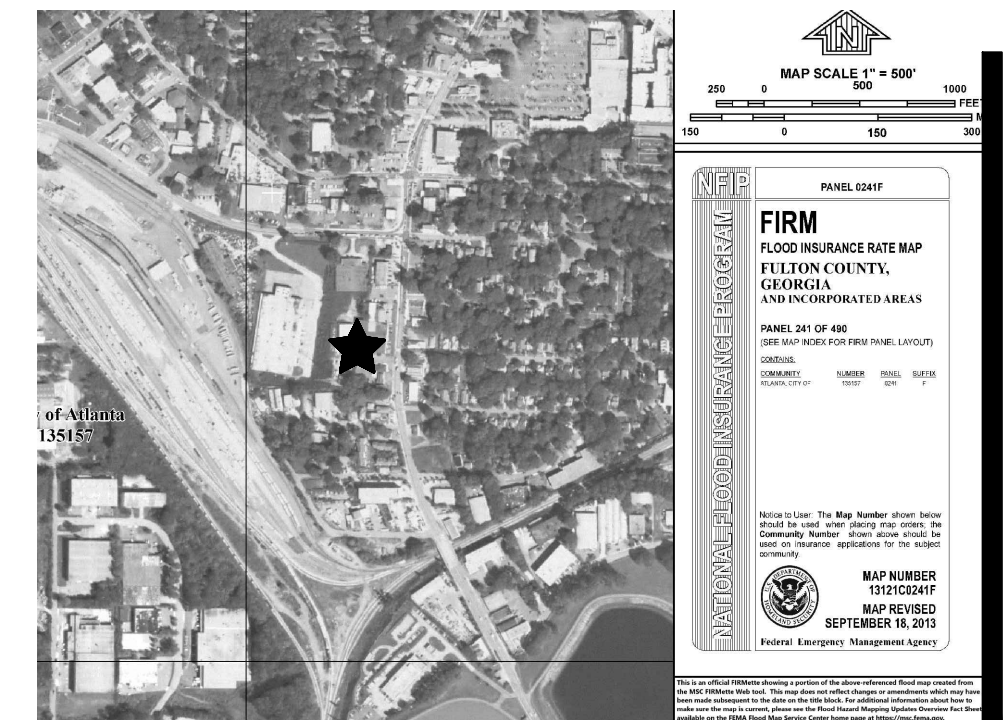 N
MAP SCALE 1" = 500'
250 0 500 1000
FEET
150 0 150 300
NFIP
PANEL 0241F
NATIONAL FLOOD INSURANCE PROGRAM
FIRM
FLOOD INSURANCE RATE MAP
FULTON COUNTY,
GEORGIA
AND INCORPORATED AREAS
PANEL 241 OF 490
(SEE MAP INDEX FOR FIRM PANEL LAYOUT)
CONTAINS:
COMMUNITY NUMBER PANEL SUFFIX
ATLANTA, CITY OF 135157 0241 F
Notice to User: The Map Number shown below
should be used when placing map orders; the
Community Number shown above should be
used on insurance applications for the subject
community.
U.S. DEPARTMENT OF HOMELAND SECURITY
MAP NUMBER
13121C0241F
MAP REVISED
SEPTEMBER 18, 2013
Federal Emergency Management Agency
This is an official FIRMette showing a portion of the above-referenced flood map created from
the MSC FIRMette Web tool. This map does not reflect changes or amendments which may have
been made subsequent to the date on the title block. For additional information about how to
make sure the map is current, please see the Flood Hazard Mapping Updates Overview Fact Sheet
available on the FEMA Flood Map Service Center home page at https://msc.fema.gov.
y of Atlanta
135157